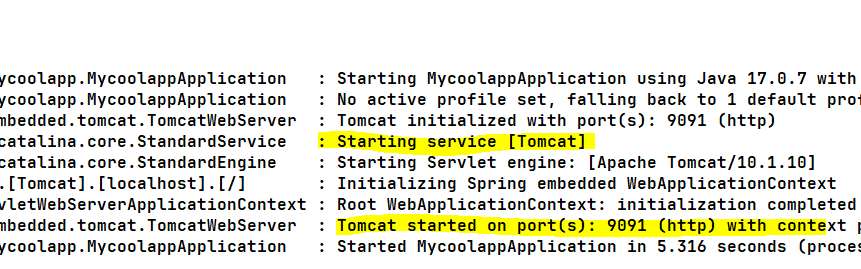 ycoolapp.MycoolappApplication : Starting MycoolappApplication using Java 17.0.7 with
ycoolapp.MycoolappApplication : No active profile set, falling back to 1 default prof
mbedded.tomcat.TomcatWebServer : Tomcat initialized with port(s): 9091 (http)
catalina.core.StandardService : Starting service [Tomcat]
catalina.core.StandardEngine : Starting Servlet engine: [Apache Tomcat/10.1.10]
.[Tomcat].[localhost].[/] : Initializing Spring embedded WebApplicationContext
vletWebServerApplicationContext : Root WebApplicationContext: initialization completed
mbedded.tomcat.TomcatWebServer : Tomcat started on port(s): 9091 (http) with context p
ycoolapp.MycoolappApplication : Started MycoolappApplication in 5.316 seconds (proces